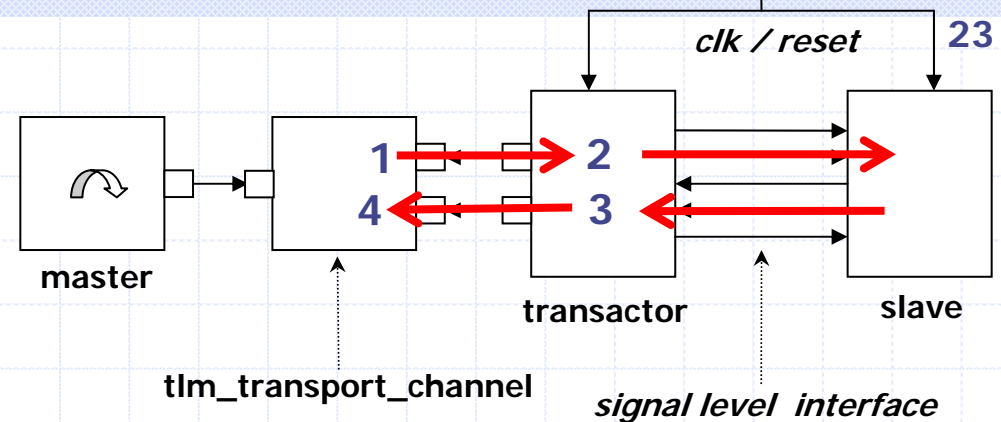 clk / reset
23
1
2
4
3
master
transactor
slave
tlm_transport_channel
signal level interface